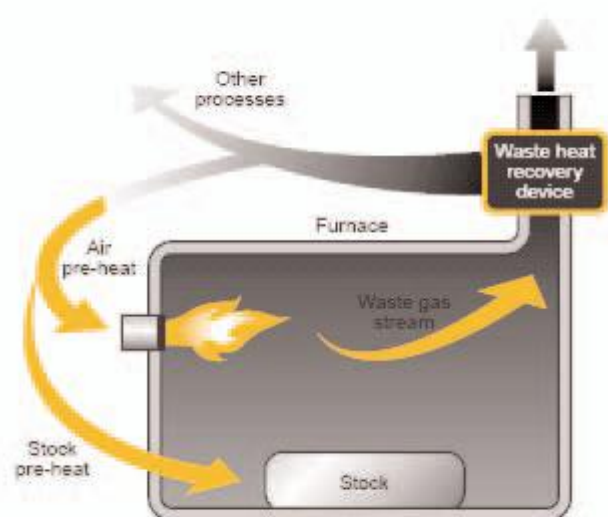 Other
processes
Waste heat
recovery
device
Furnace
Air
pre-heat
Waste gas
stream
Stock
pre-heat
Stock